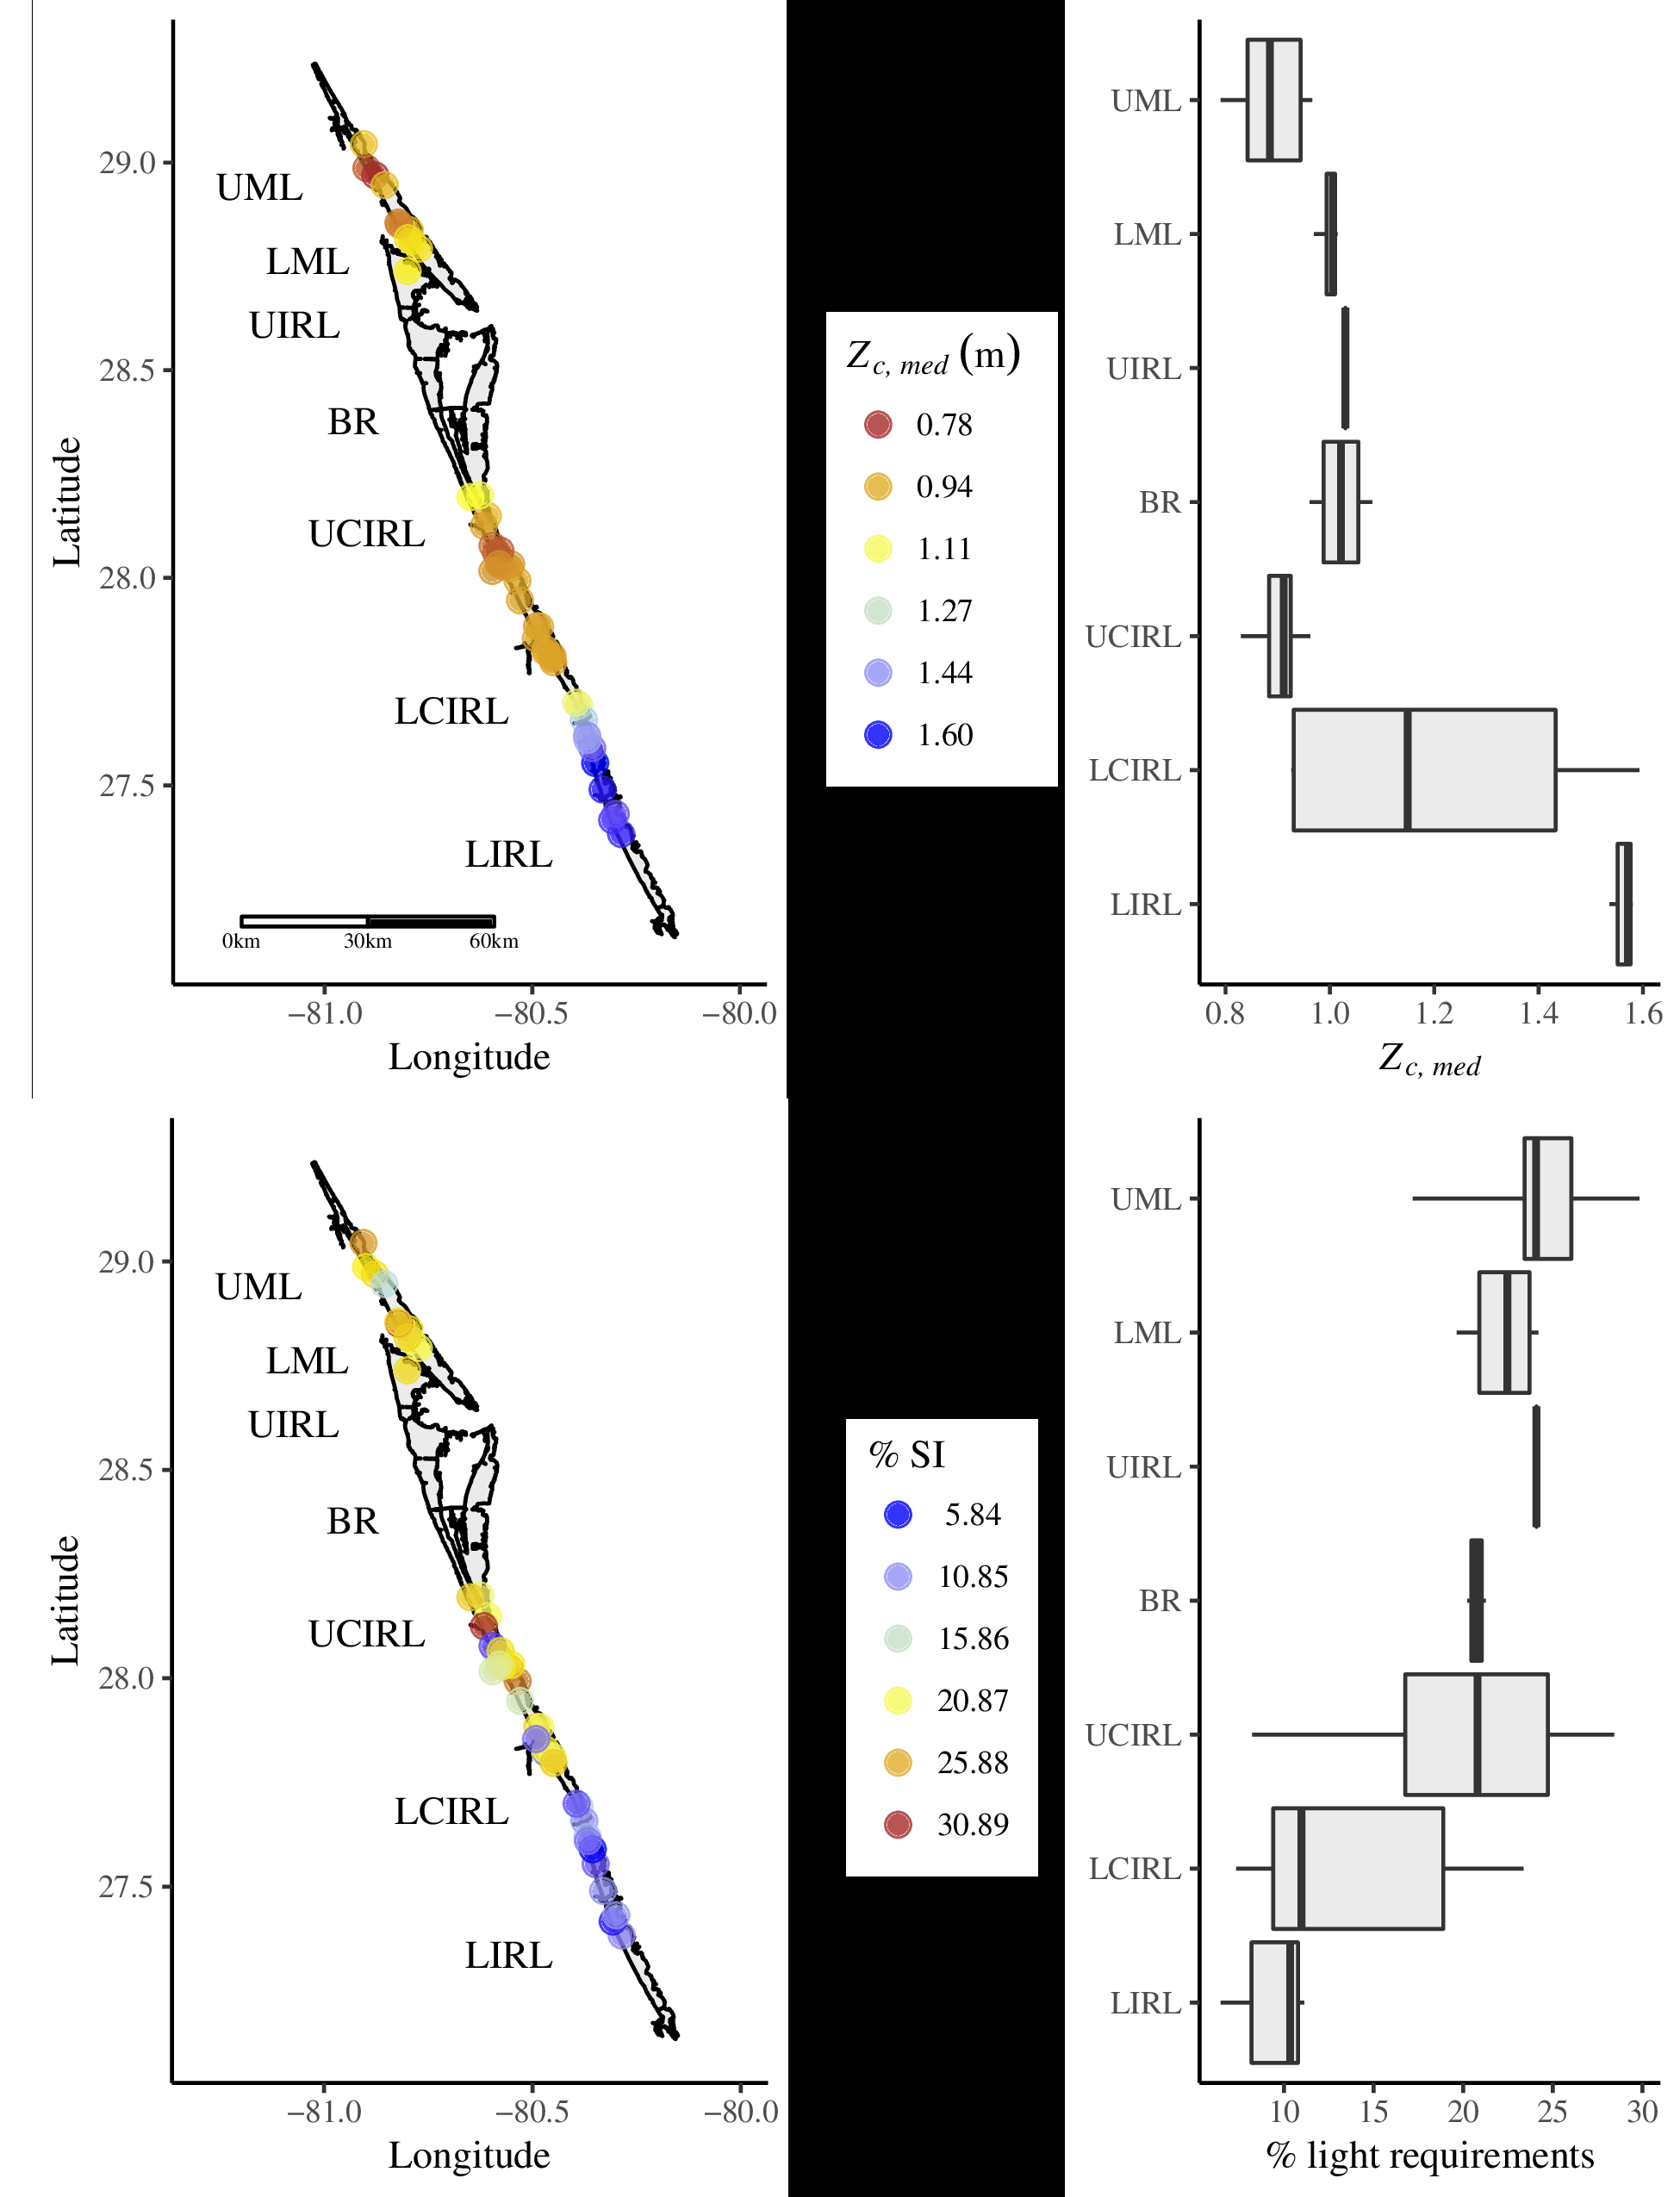 29.0
28.5
28.0
27.5
Latitude
UML
LML
UIRL
BR
UCIRL
LCIRL
LIRL
0km 30km 60km
−81.0 −80.5 −80.0
Longitude
Zc, med (m)
0.78
0.94
1.11
1.27
1.44
1.60
UML
LML
UIRL
BR
UCIRL
LCIRL
LIRL
0.8 1.0 1.2 1.4 1.6
Zc, med
29.0
28.5
28.0
27.5
Latitude
UML
LML
UIRL
BR
UCIRL
LCIRL
LIRL
−81.0 −80.5 −80.0
Longitude
% SI
5.84
10.85
15.86
20.87
25.88
30.89
UML
LML
UIRL
BR
UCIRL
LCIRL
LIRL
10 15 20 25 30
% light requirements